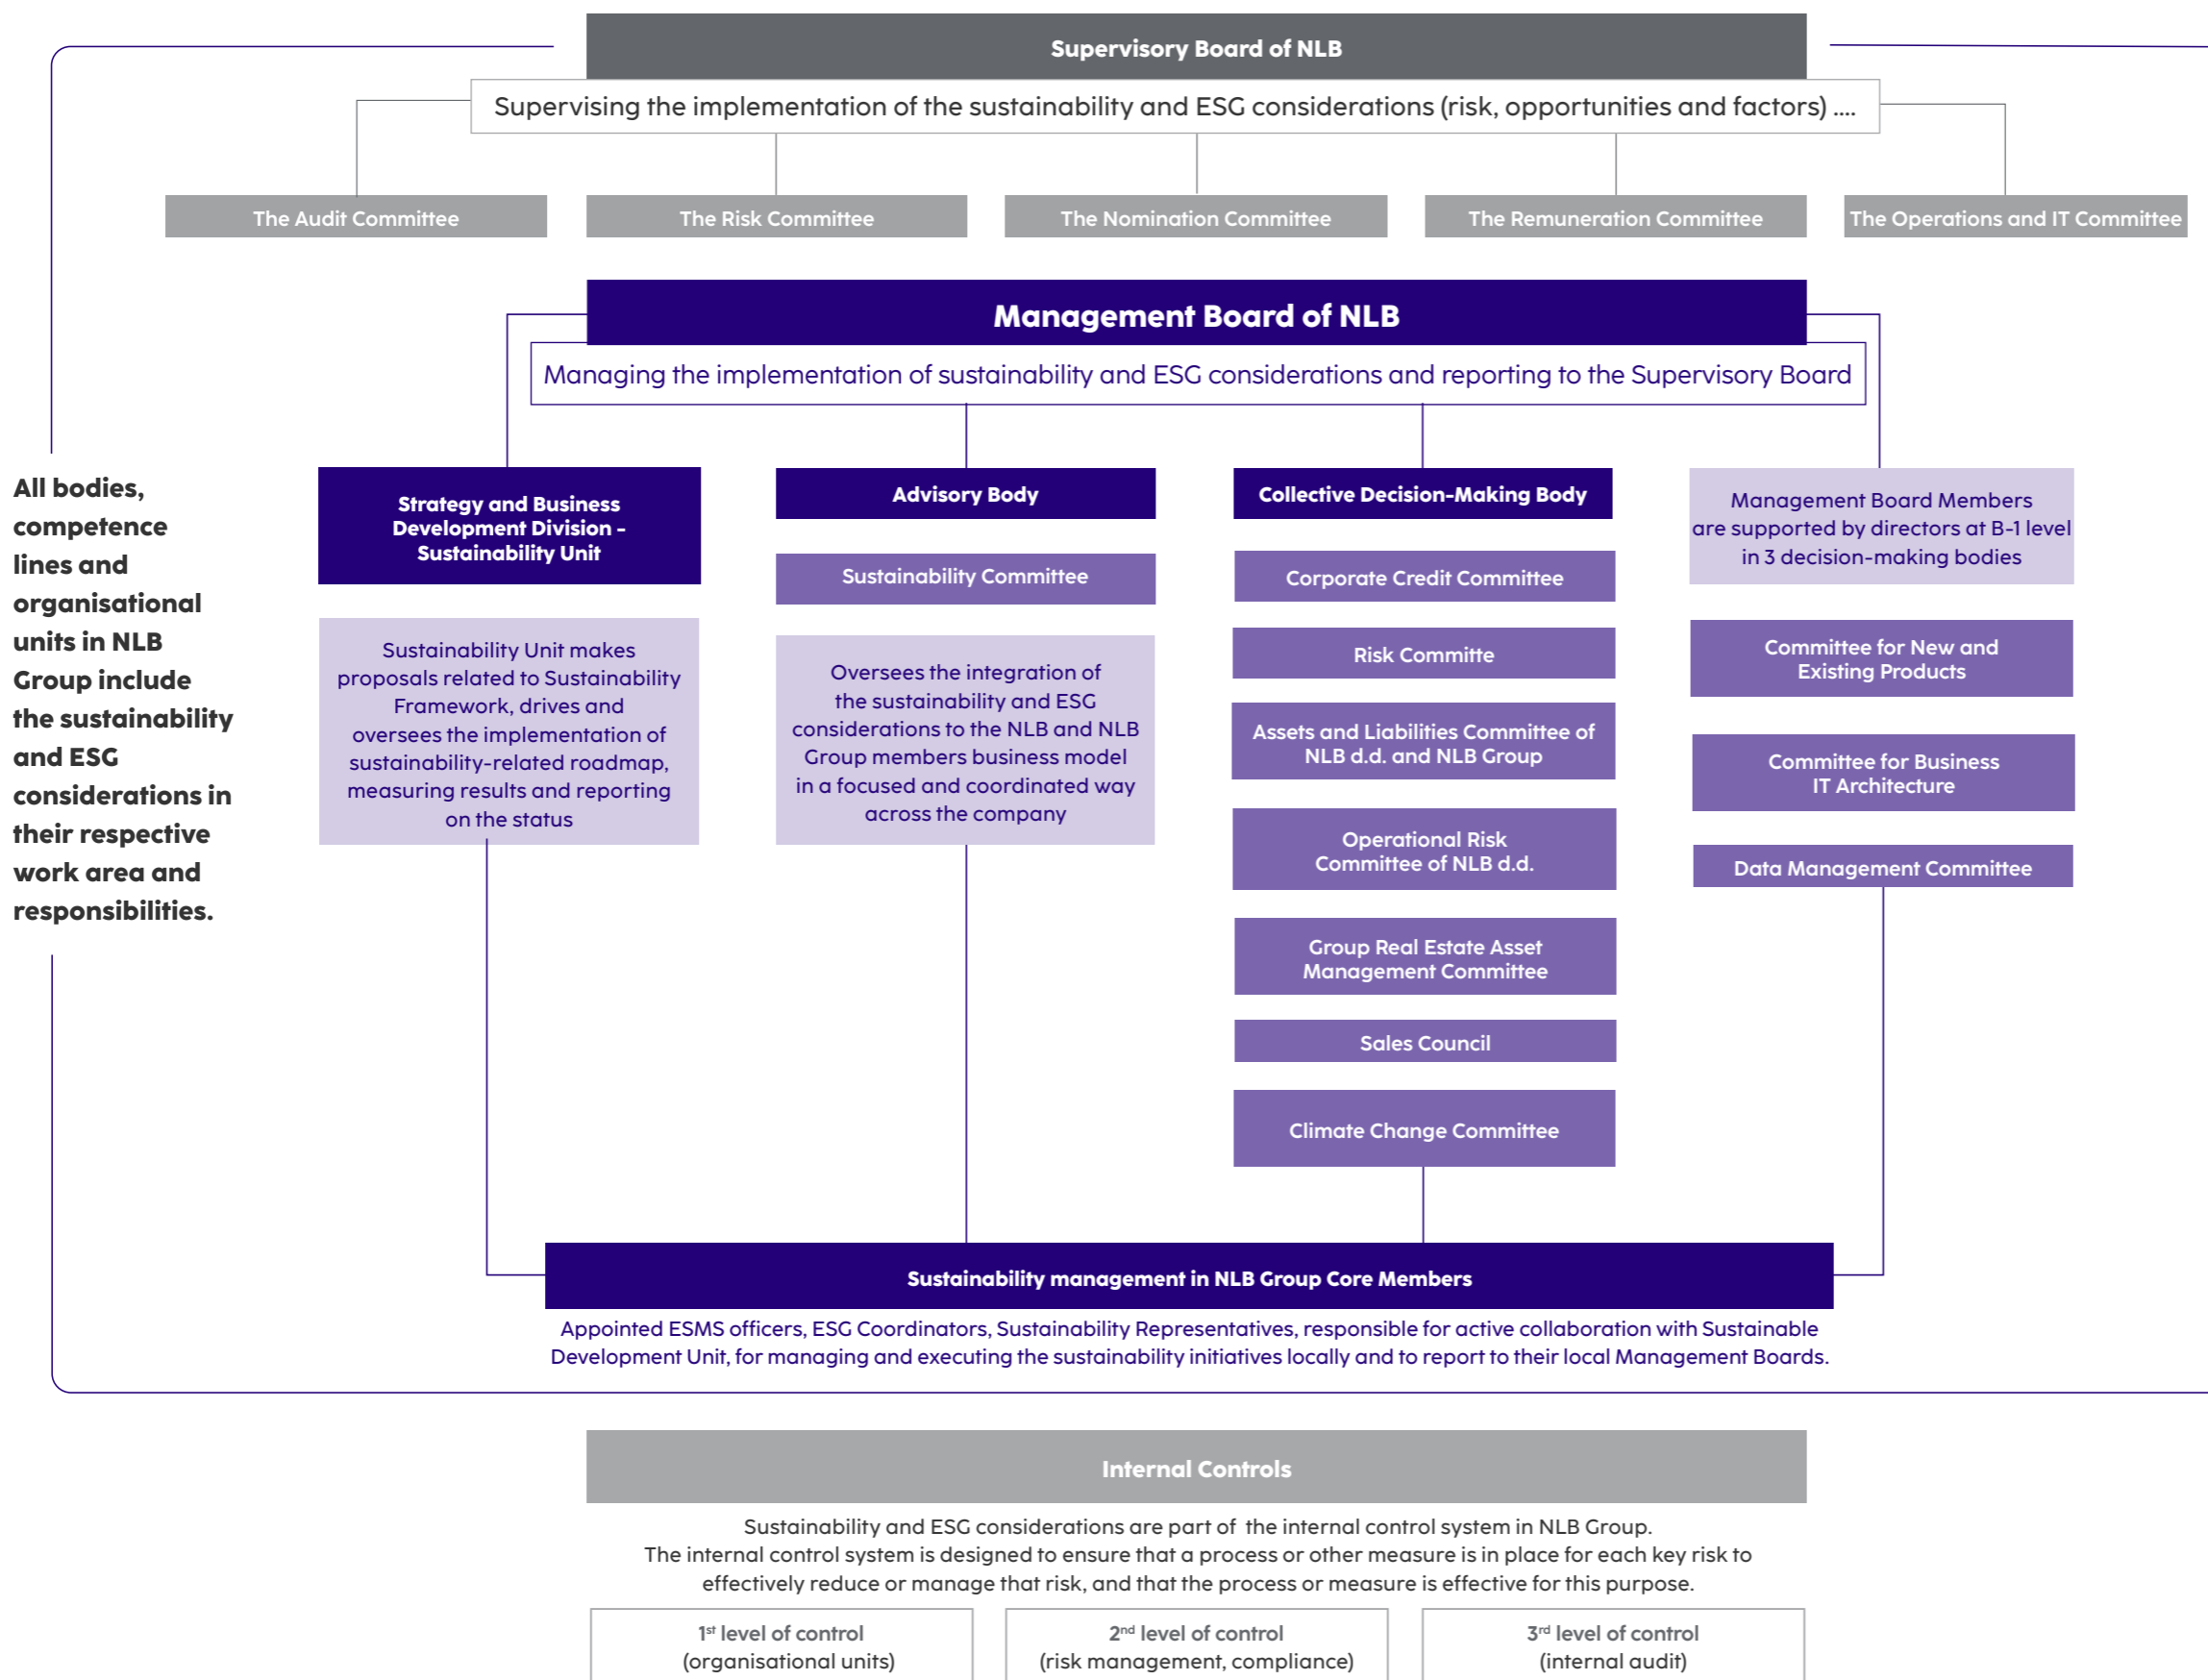 Supervisory Board of NLB
Supervising the implementation of the sustainability and ESG considerations (risk, opportunities and factors) ....
The Audit Committee
The Risk Committee
The Nomination Committee
The Remuneration Committee
The Operations and IT Committee
Management Board of NLB
Managing the implementation of sustainability and ESG considerations and reporting to the Supervisory Board
All bodies,
competence
lines and
organisational
units in NLB
Group include
the sustainability
and ESG
considerations in
their respective
work area and
responsibilities.
Strategy and Business
Development Division -
Sustainability Unit
Sustainability Unit makes
proposals related to Sustainability
Framework, drives and
oversees the implementation of
sustainability-related roadmap,
measuring results and reporting
on the status
Advisory Body
Sustainability Committee
Oversees the integration of
the sustainability and ESG
considerations to the NLB and NLB
Group members business model
in a focused and coordinated way
across the company
Collective Decision-Making Body
Corporate Credit Committee
Risk Committe
Assets and Liabilities Committee of
NLB d.d. and NLB Group
Operational Risk
Committee of NLB d.d.
Group Real Estate Asset
Management Committee
Sales Council
Climate Change Committee
Management Board Members
are supported by directors at B-1 level
in 3 decision-making bodies
Committee for New and
Existing Products
Committee for Business
IT Architecture
Data Management Committee
Sustainability management in NLB Group Core Members
Appointed ESMS officers, ESG Coordinators, Sustainability Representatives, responsible for active collaboration with Sustainable
Development Unit, for managing and executing the sustainability initiatives locally and to report to their local Management Boards.
Internal Controls
Sustainability and ESG considerations are part of the internal control system in NLB Group.
The internal control system is designed to ensure that a process or other measure is in place for each key risk to
effectively reduce or manage that risk, and that the process or measure is effective for this purpose.
1st level of control
(organisational units)
2nd level of control
(risk management, compliance)
3rd level of control
(internal audit)